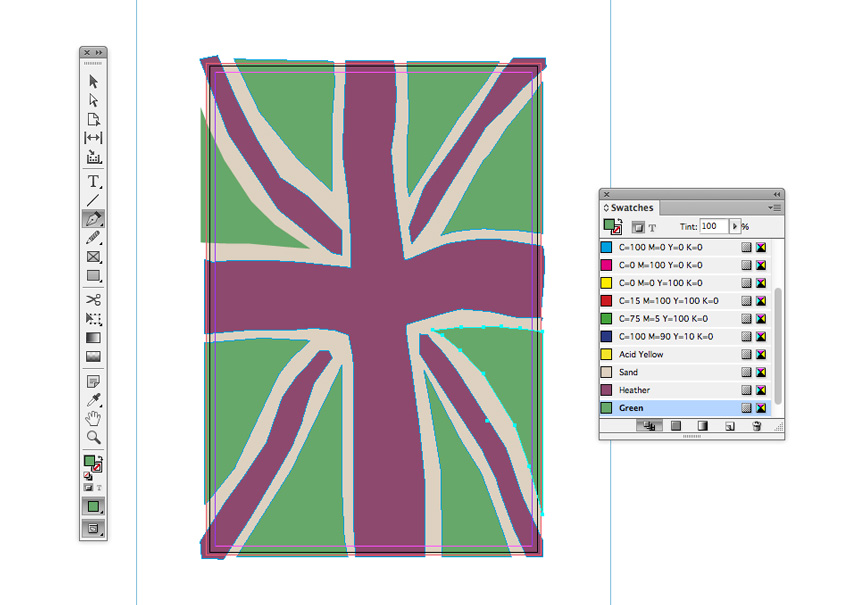 Swatches
T
Tint: 100 %
C=100 M=0 Y=0 K=0
C=0 M=100 Y=0 K=0
C=0 M=0 Y=100 K=0
C=15 M=100 Y=100 K=0
C=75 M=5 Y=100 K=0
C=100 M=90 Y=10 K=0
Acid Yellow
Sand
Heather
Green